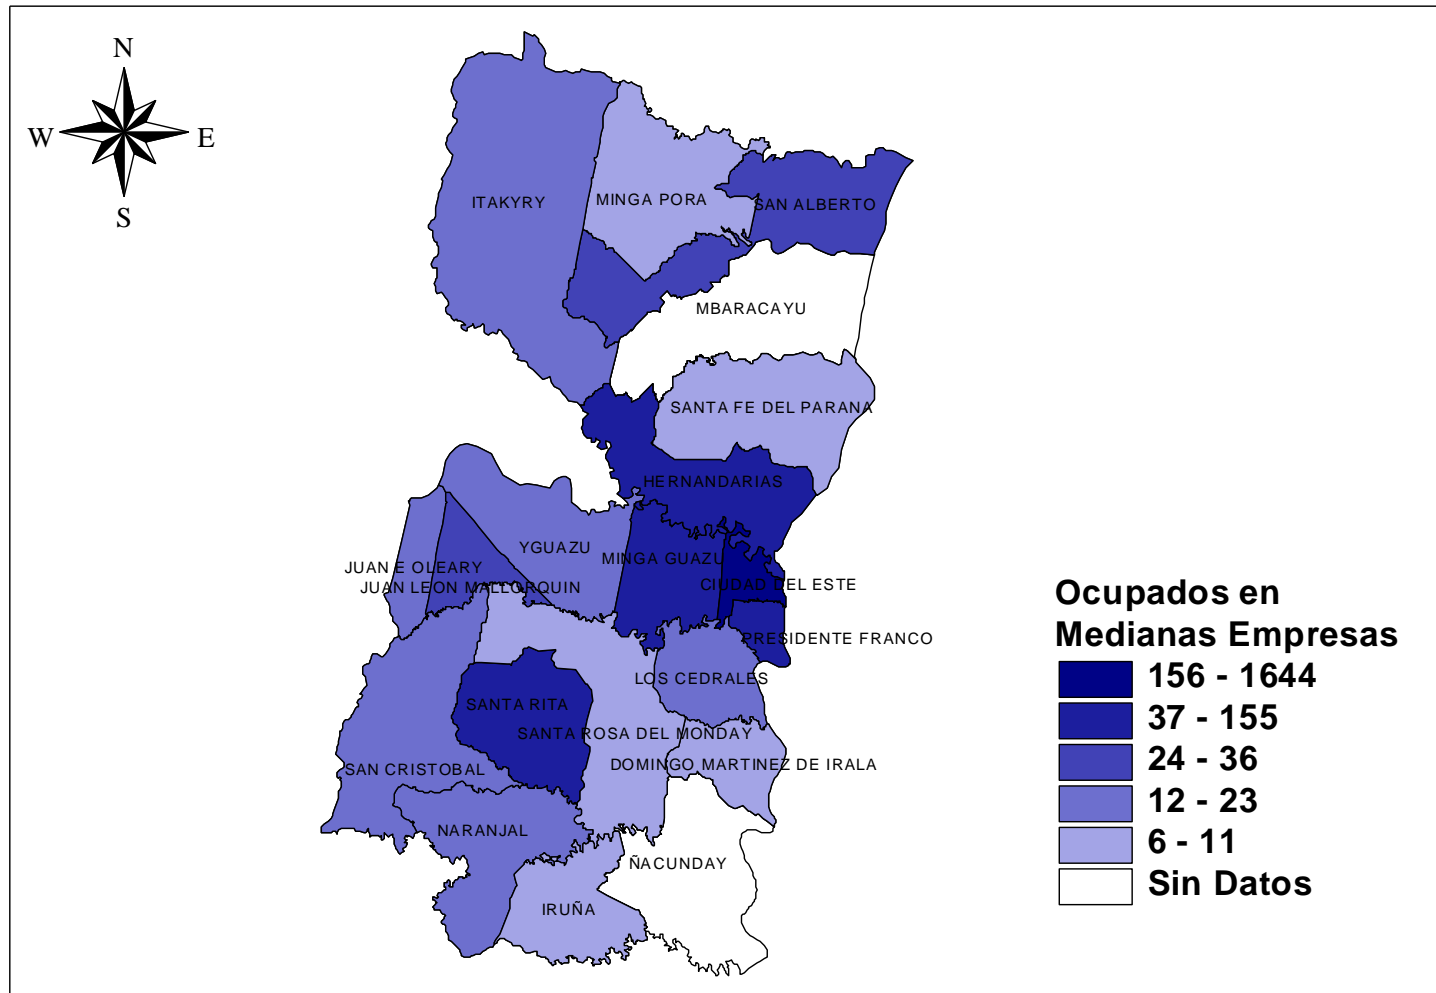 N
W E
S
ITAKYRY
MINGA PORA
SAN ALBERTO
MBARACAYU
SANTA FE DEL PARANA
HERNANDARIAS
YGUAZU
MINGA GUAZU
JUAN E OLEARY
JUAN LEON MALLORQUIN
CIUDAD DEL ESTE
PRESIDENTE FRANCO
LOS CEDRALES
SANTA RITA
SANTA ROSA DEL MONDAY
DOMINGO MARTINEZ DE IRALA
SAN CRISTOBAL
NARANJAL
ÑACUNDAY
IRUÑA
Ocupados en
Medianas Empresas
156 - 1644
37 - 155
24 - 36
12 - 23
6 - 11
Sin Datos